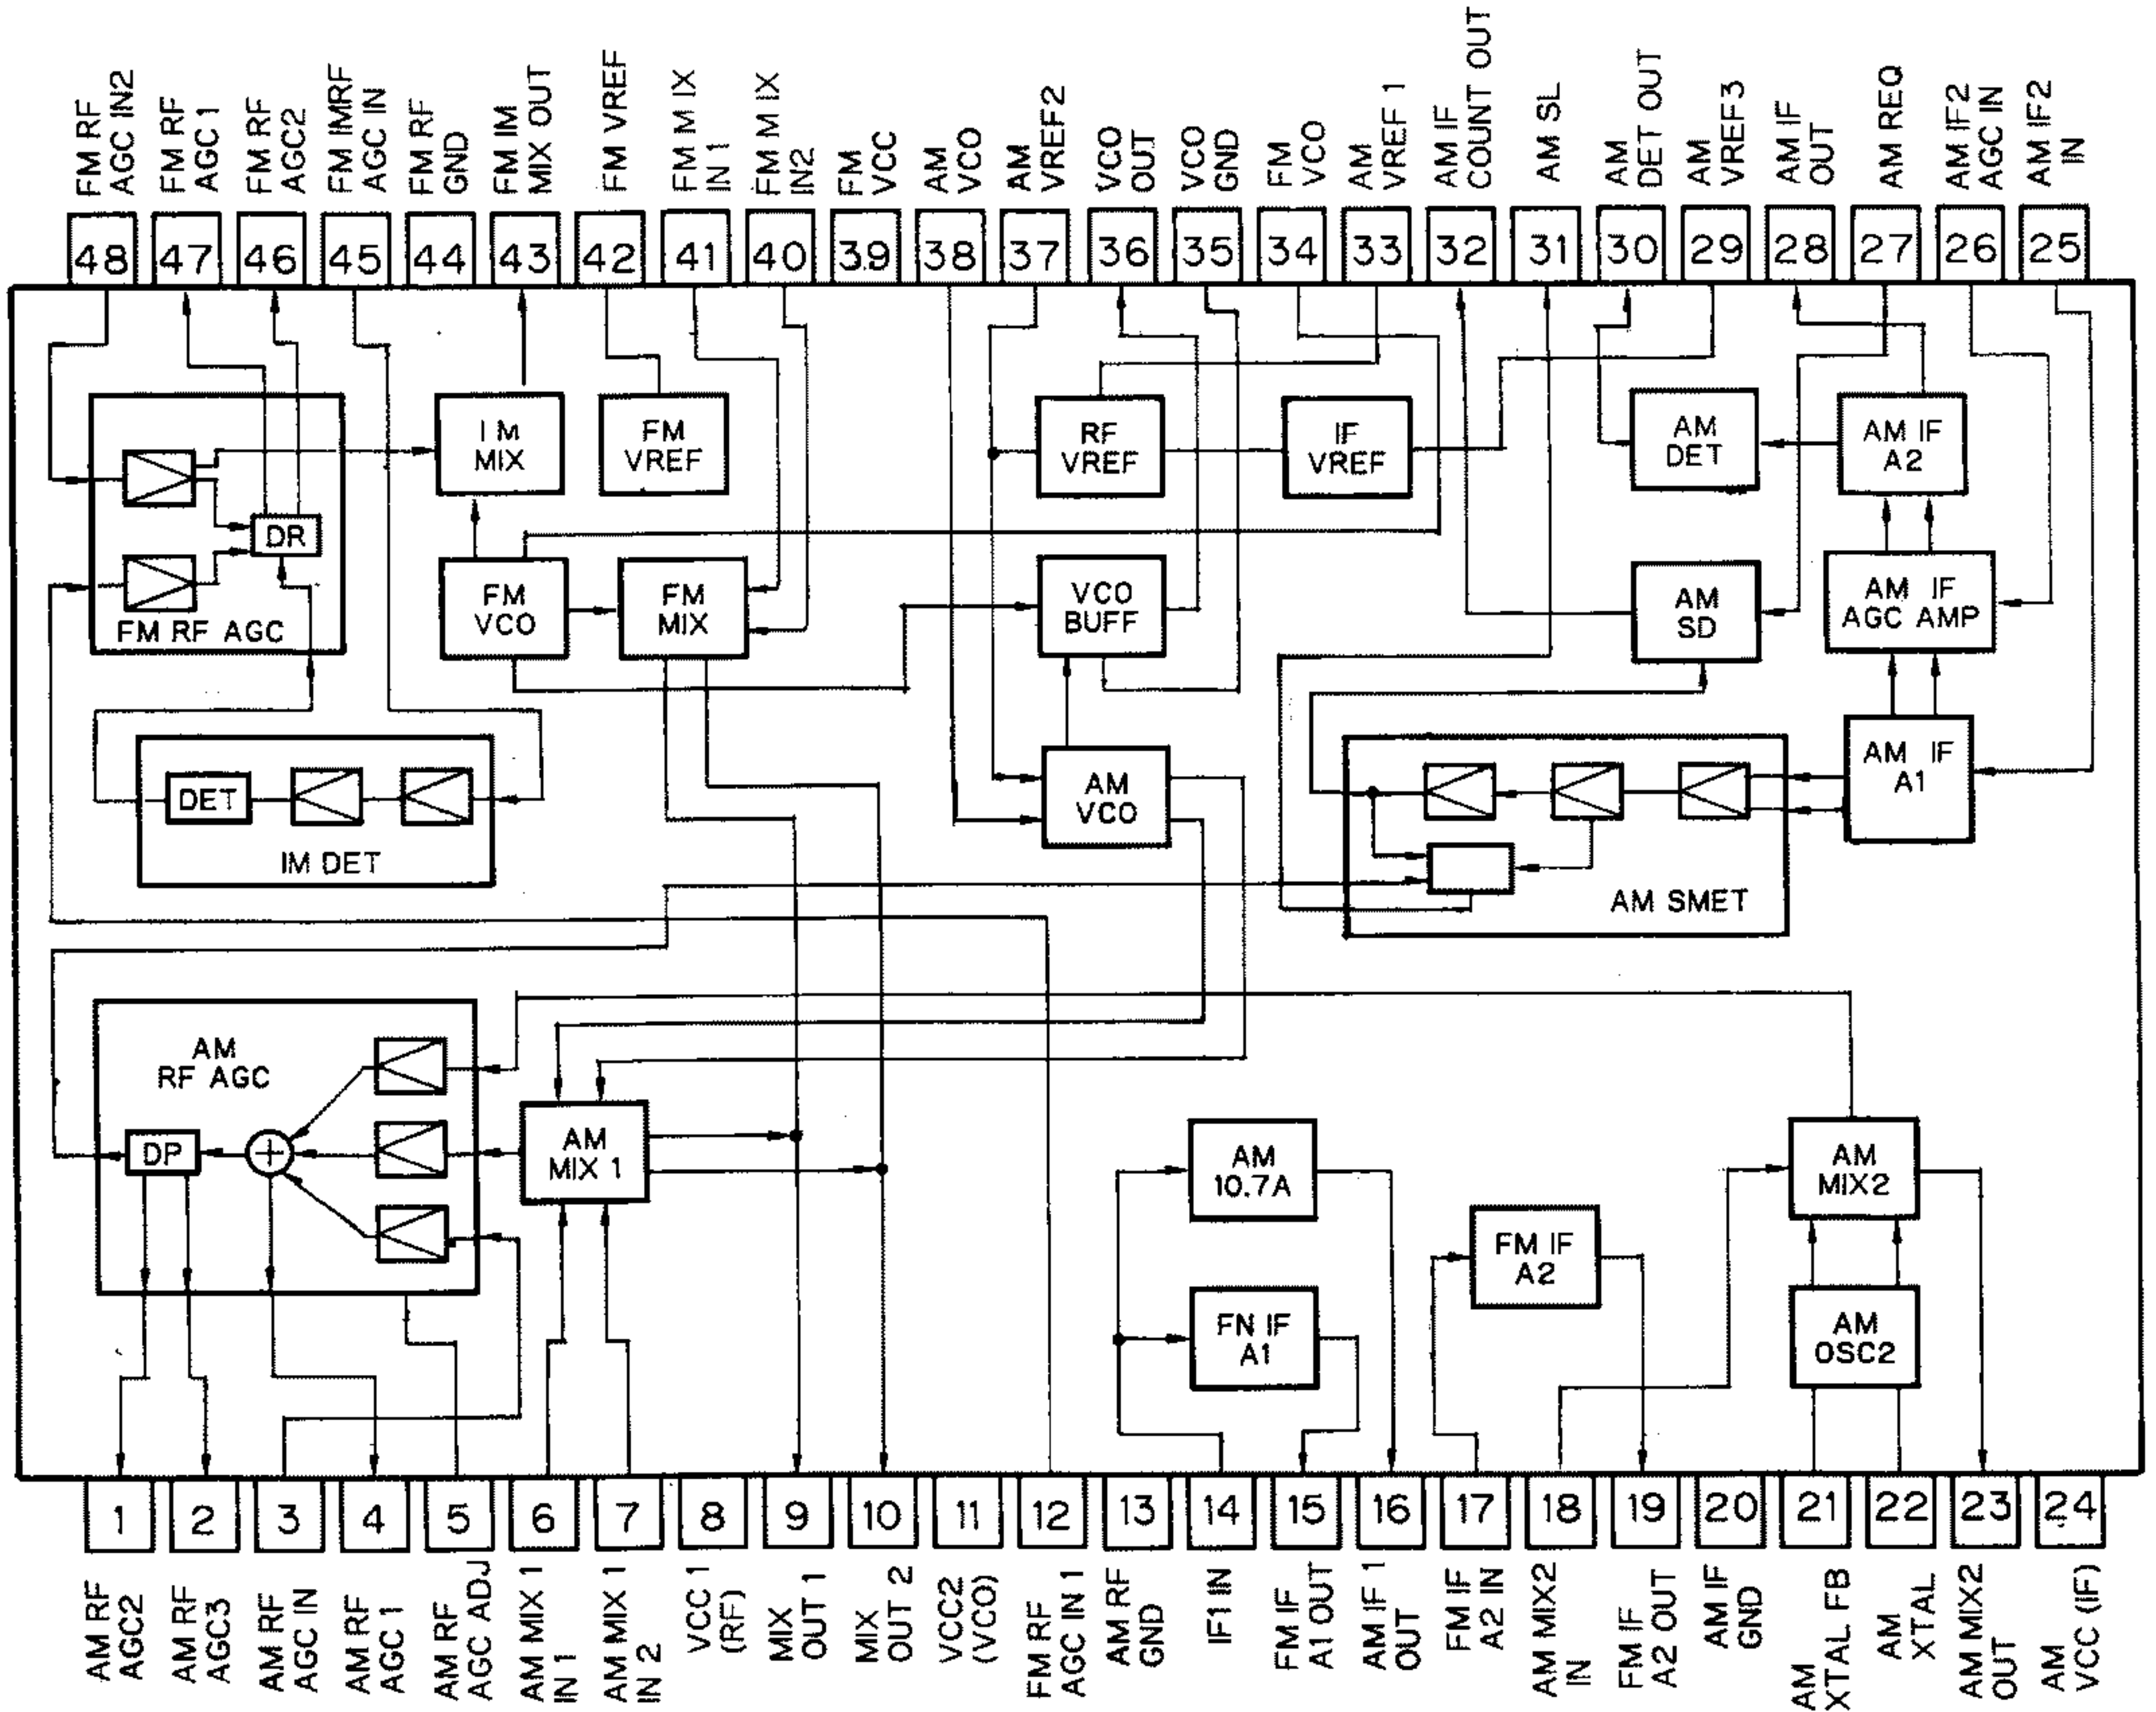 FM RF
AGC IN2
FM RF
AGC 1
FM RF
AGC2
FM IMRF
AGC IN
FM RF
GND
FM IM
MIX OUT
FM VREF
FM M IX
IN 1
FM M IX
IN2
FM
VCC
AM
VCO
AM
VREF2
VCO
OUT
VCO
GND
FM
VCO
AM
VREF 1
AM IF
COUNT OUT
AM SL
AM
DET OUT
AM
VREF3
AM IF
OUT
AM REQ
AM IF2
AGC IN
AM IF2
IN
48 47 46 45 44 43 42 41 40 39 38 37 36 35 34 33 32 31 30 29 28 27 26 25
DR
FM RF AGC
IM
MIX
FM
VREF
RF
VREF
IF
VREF
AM
DET
AM IF
A2
FM
VCO
FM
MIX
VCO
BUFF
AM
SD
AM IF
AGC AMP
DET
IM DET
AM
VCO
AM SMET
AM IF
A1
AM
RF AGC
DP
+
AM
MIX 1
AM
10.7A
FN IF
A1
FM IF
A2
AM
MIX2
AM
OSC2
1 2 3 4 5 6 7 8 9 10 11 12 13 14 15 16 17 18 19 20 21 22 23 24
AM RF
AGC2
AM RF
AGC3
AM RF
AGC IN
AM RF
AGC 1
AM RF
AGC ADJ
AM MIX 1
IN 1
AM MIX 1
IN 2
VCC 1
(RF)
MIX
OUT 1
MIX
OUT 2
VCC2
(VCO)
FM RF
AGC IN 1
AM RF
GND
IF1 IN
FM IF
A1 OUT
AM IF 1
OUT
FM IF
A2 IN
AM MIX2
IN
FM IF
A2 OUT
AM IF
GND
AM
XTAL FB
AM
XTAL
AM MIX2
OUT
AM
VCC (IF)